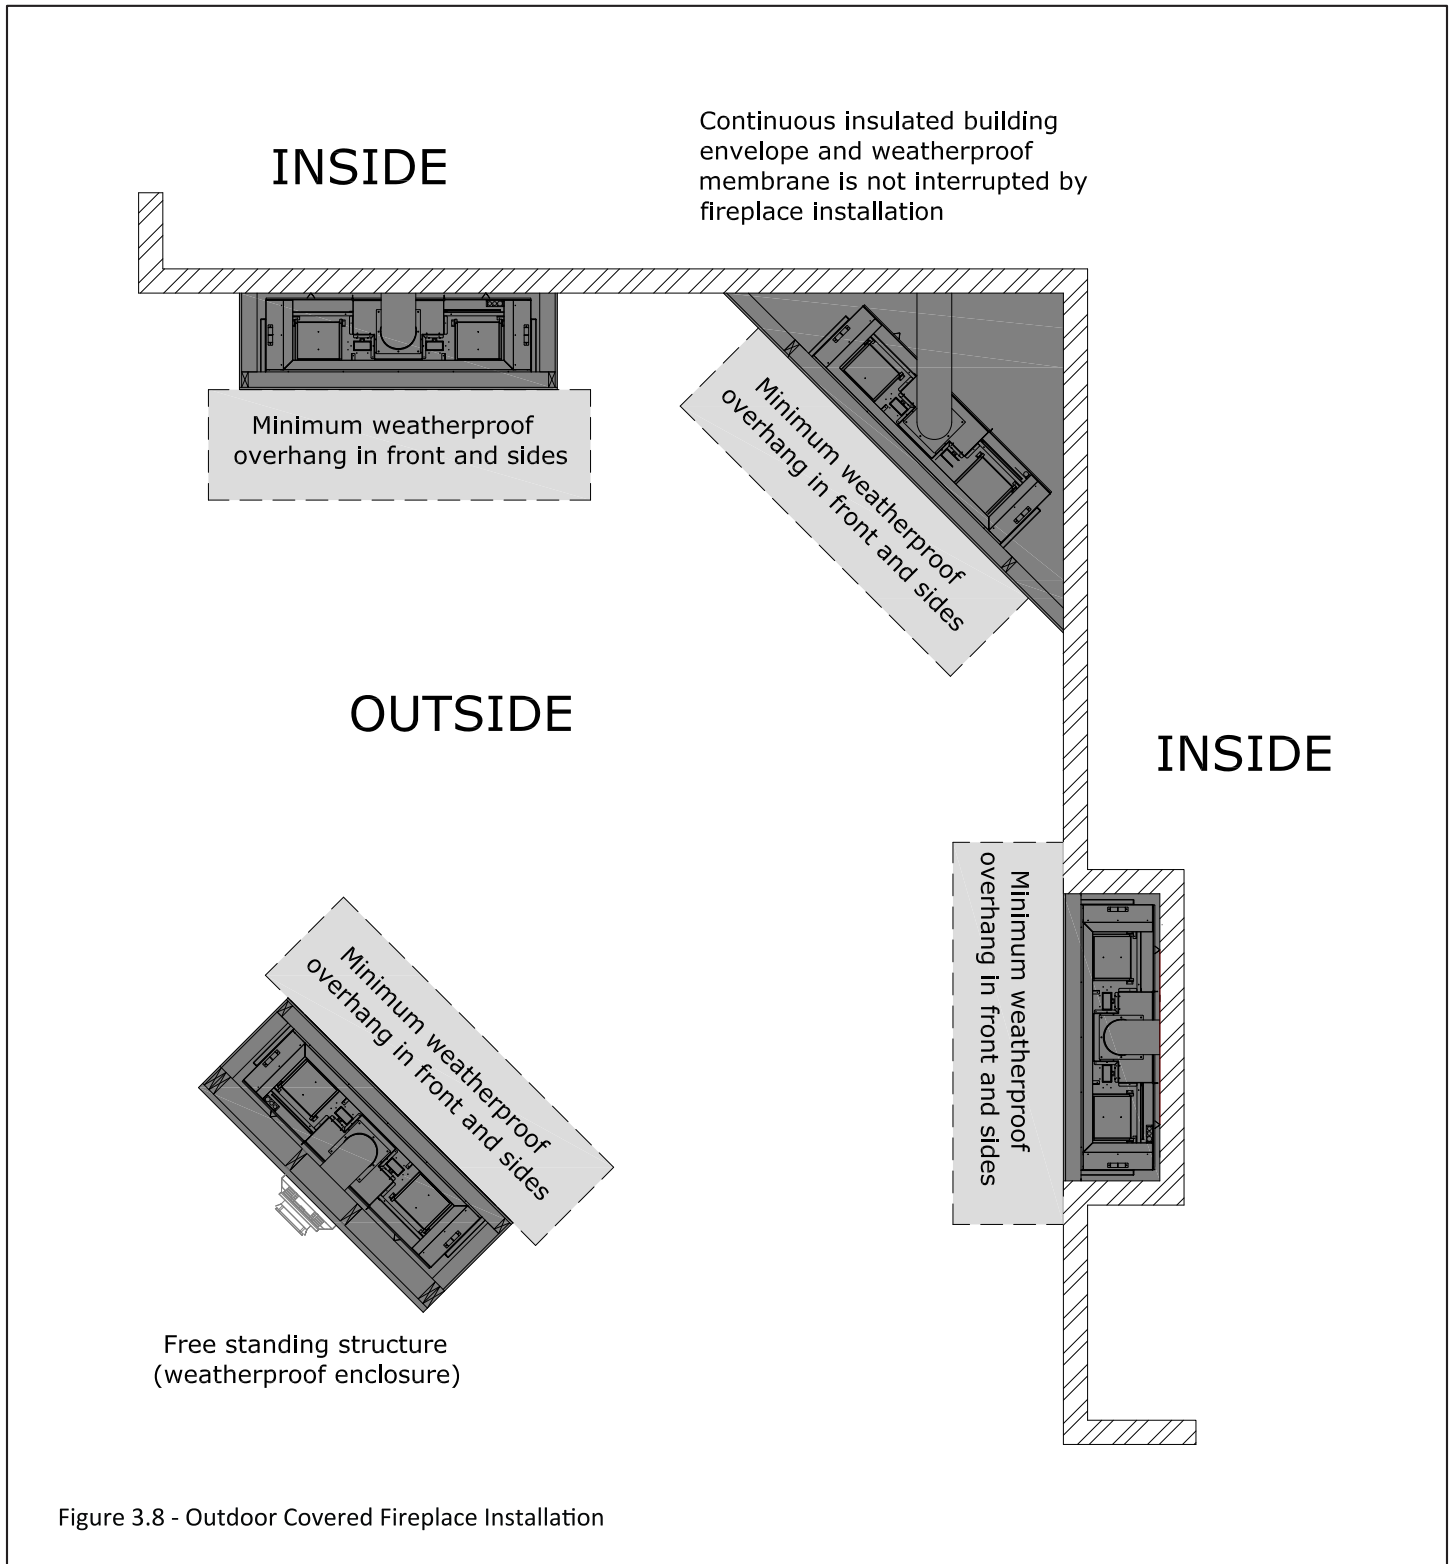 INSIDE
Continuous insulated building
envelope and weatherproof
membrane is not interrupted by
fireplace installation
Minimum weatherproof
overhang in front and sides
Minimum weatherproof
overhang in front and sides
OUTSIDE
INSIDE
Minimum weatherproof
overhang in front and sides
Minimum weatherproof
overhang in front and sides
Free standing structure
(weatherproof enclosure)
Figure 3.8 - Outdoor Covered Fireplace Installation